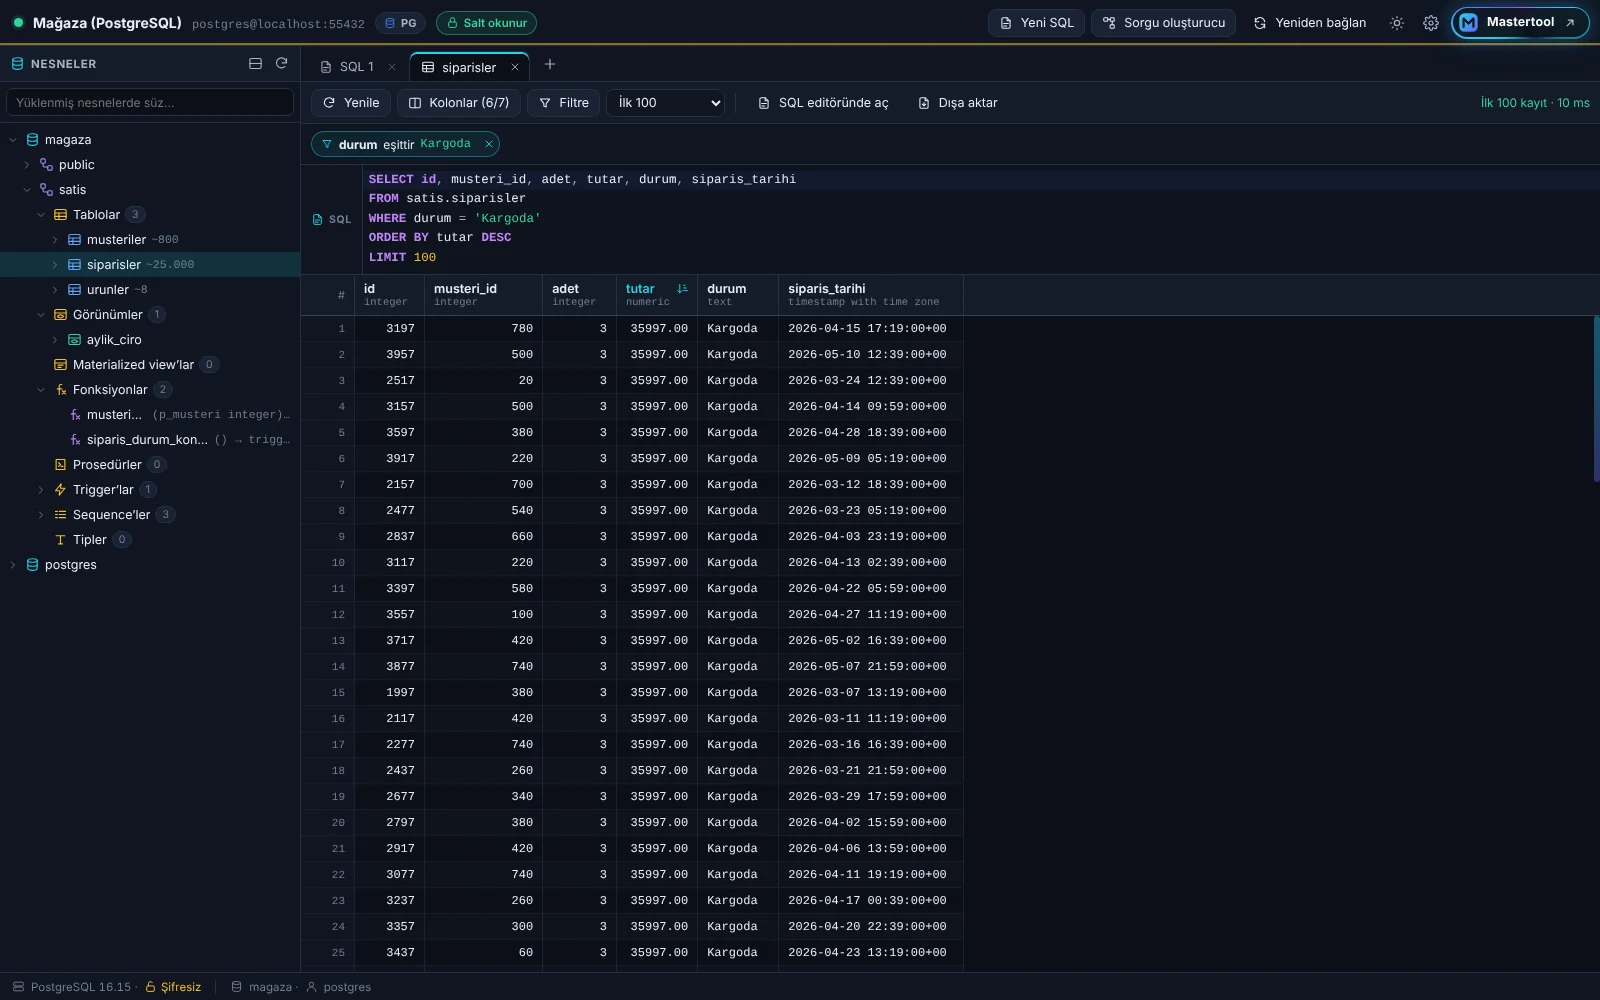 Mağaza (PostgreSQL) postgres@localhost:55432 PG Salt okunur Yeni SQL Sorgu oluşturucu Yeniden bağlan Mastertool
NESNELER
Yüklenmiş nesnelerde süz...
magaza
public
satis
Tablolar 3
musteriler ~800
siparisler ~25.000
urunler ~8
Görünümler 1
aylik_ciro
Materialized view'lar 0
Fonksiyonlar 2
musteri... (p_musteri integer)...
siparis_durum_kon... () → trigg...
Prosedürler 0
Trigger'lar 1
Sequence'ler 3
Tipler 0
postgres
SQL 1 × siparisler × +
Yenile Kolonlar (6/7) Filtre İlk 100 SQL editöründe aç Dışa aktar İlk 100 kayıt · 10 ms
durum eşittir Kargoda ×
SQL
SELECT id, musteri_id, adet, tutar, durum, siparis_tarihi
FROM satis.siparisler
WHERE durum = 'Kargoda'
ORDER BY tutar DESC
LIMIT 100
# id musteri_id adet tutar durum siparis_tarihi
integer integer integer numeric text timestamp with time zone
1 3197 780 3 35997.00 Kargoda 2026-04-15 17:19:00+00
2 3957 500 3 35997.00 Kargoda 2026-05-10 12:39:00+00
3 2517 20 3 35997.00 Kargoda 2026-03-24 12:39:00+00
4 3157 500 3 35997.00 Kargoda 2026-04-14 09:59:00+00
5 3597 380 3 35997.00 Kargoda 2026-04-28 18:39:00+00
6 3917 220 3 35997.00 Kargoda 2026-05-09 05:19:00+00
7 2157 700 3 35997.00 Kargoda 2026-03-12 18:39:00+00
8 2477 540 3 35997.00 Kargoda 2026-03-23 05:19:00+00
9 2837 660 3 35997.00 Kargoda 2026-04-03 23:19:00+00
10 3117 220 3 35997.00 Kargoda 2026-04-13 02:39:00+00
11 3397 580 3 35997.00 Kargoda 2026-04-22 05:59:00+00
12 3557 100 3 35997.00 Kargoda 2026-04-27 11:19:00+00
13 3717 420 3 35997.00 Kargoda 2026-05-02 16:39:00+00
14 3877 740 3 35997.00 Kargoda 2026-05-07 21:59:00+00
15 1997 380 3 35997.00 Kargoda 2026-03-07 13:19:00+00
16 2117 420 3 35997.00 Kargoda 2026-03-11 11:19:00+00
17 2277 740 3 35997.00 Kargoda 2026-03-16 16:39:00+00
18 2437 260 3 35997.00 Kargoda 2026-03-21 21:59:00+00
19 2677 340 3 35997.00 Kargoda 2026-03-29 17:59:00+00
20 2797 380 3 35997.00 Kargoda 2026-04-02 15:59:00+00
21 2917 420 3 35997.00 Kargoda 2026-04-06 13:59:00+00
22 3077 740 3 35997.00 Kargoda 2026-04-11 19:19:00+00
23 3237 260 3 35997.00 Kargoda 2026-04-17 00:39:00+00
24 3357 300 3 35997.00 Kargoda 2026-04-20 22:39:00+00
25 3437 60 3 35997.00 Kargoda 2026-04-23 13:19:00+00
PostgreSQL 16.15 · Şifresiz magaza · postgres